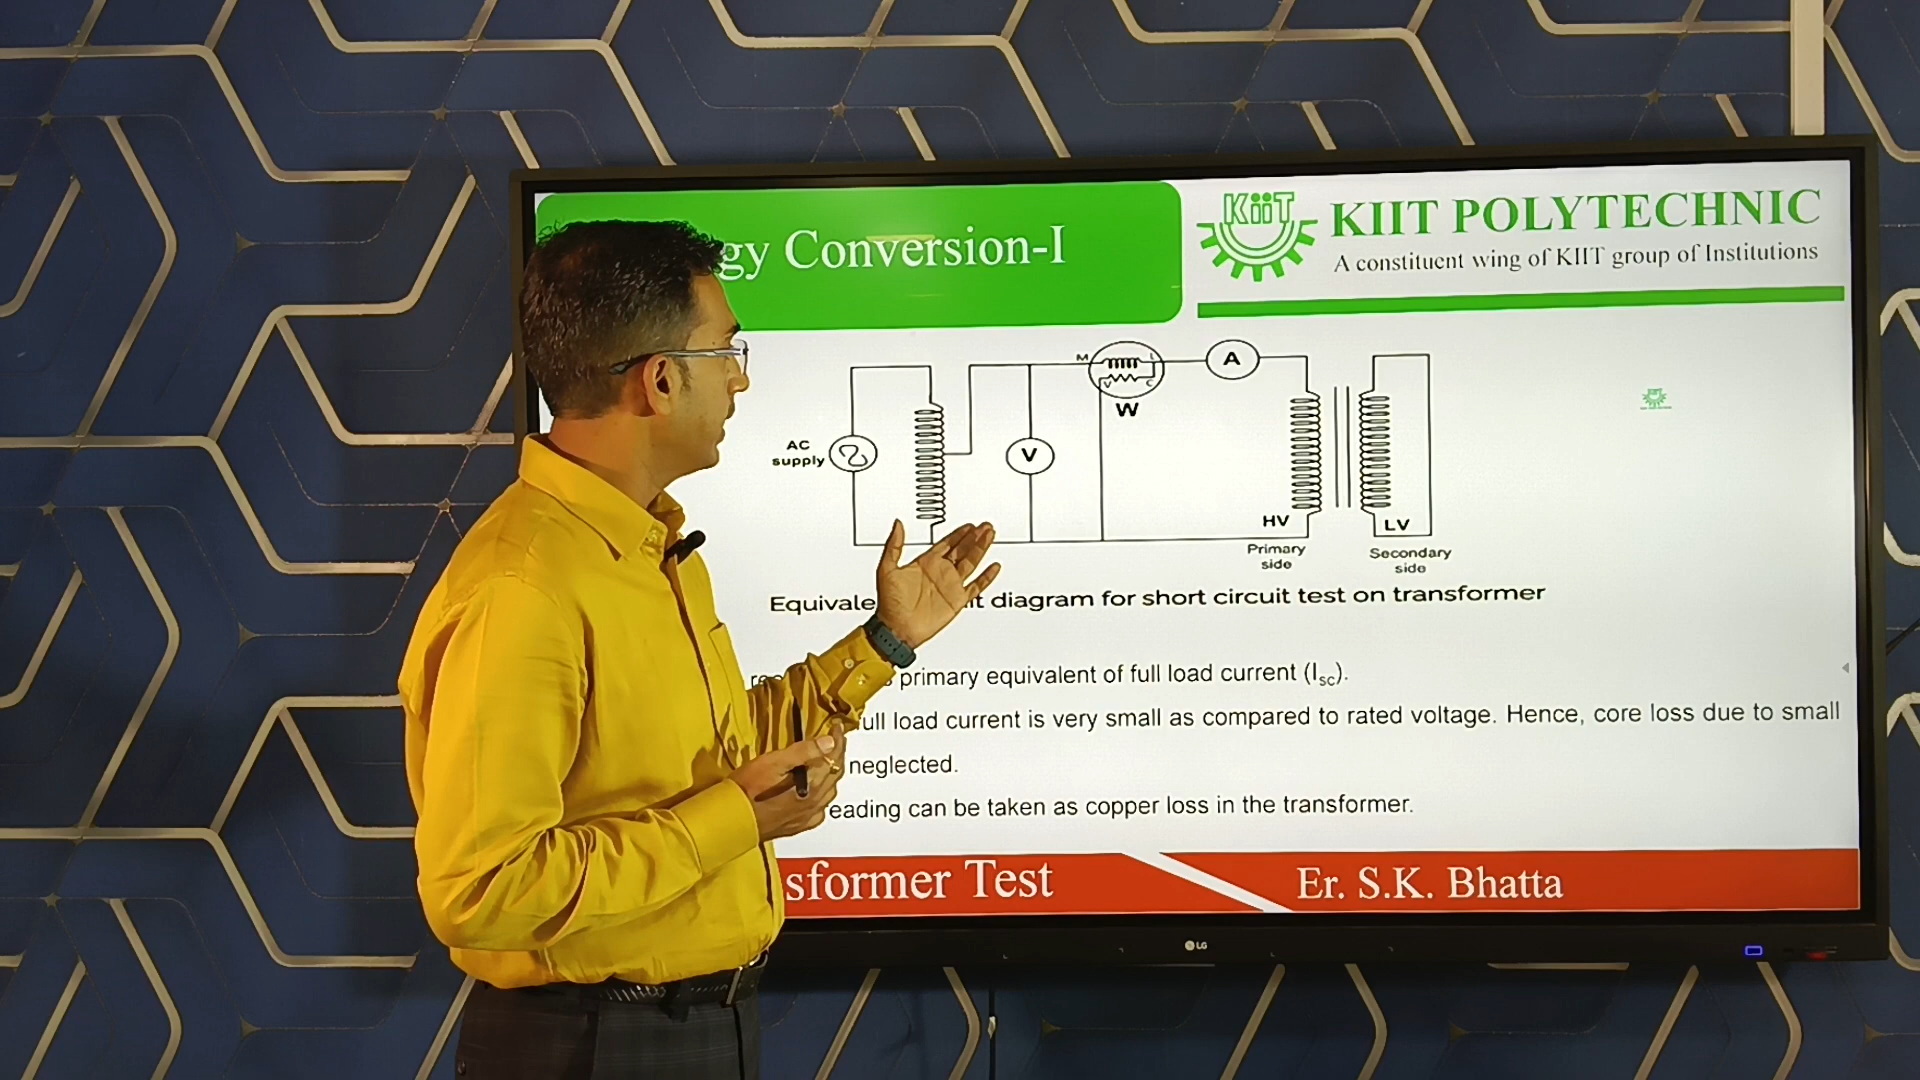 gy Conversion-I
KiiT
KIIT POLYTECHNIC
A constituent wing of KIIT group of Institutions
M
L
V
C
W
A
AC
supply
V
HV
LV
Primary
side
Secondary
side
Equivale
it diagram for short circuit test on transformer
primary equivalent of full load current (Isc).
full load current is very small as compared to rated voltage. Hence, core loss due to small
neglected.
eading can be taken as copper loss in the transformer.
sformer Test
Er. S.K. Bhatta
LG